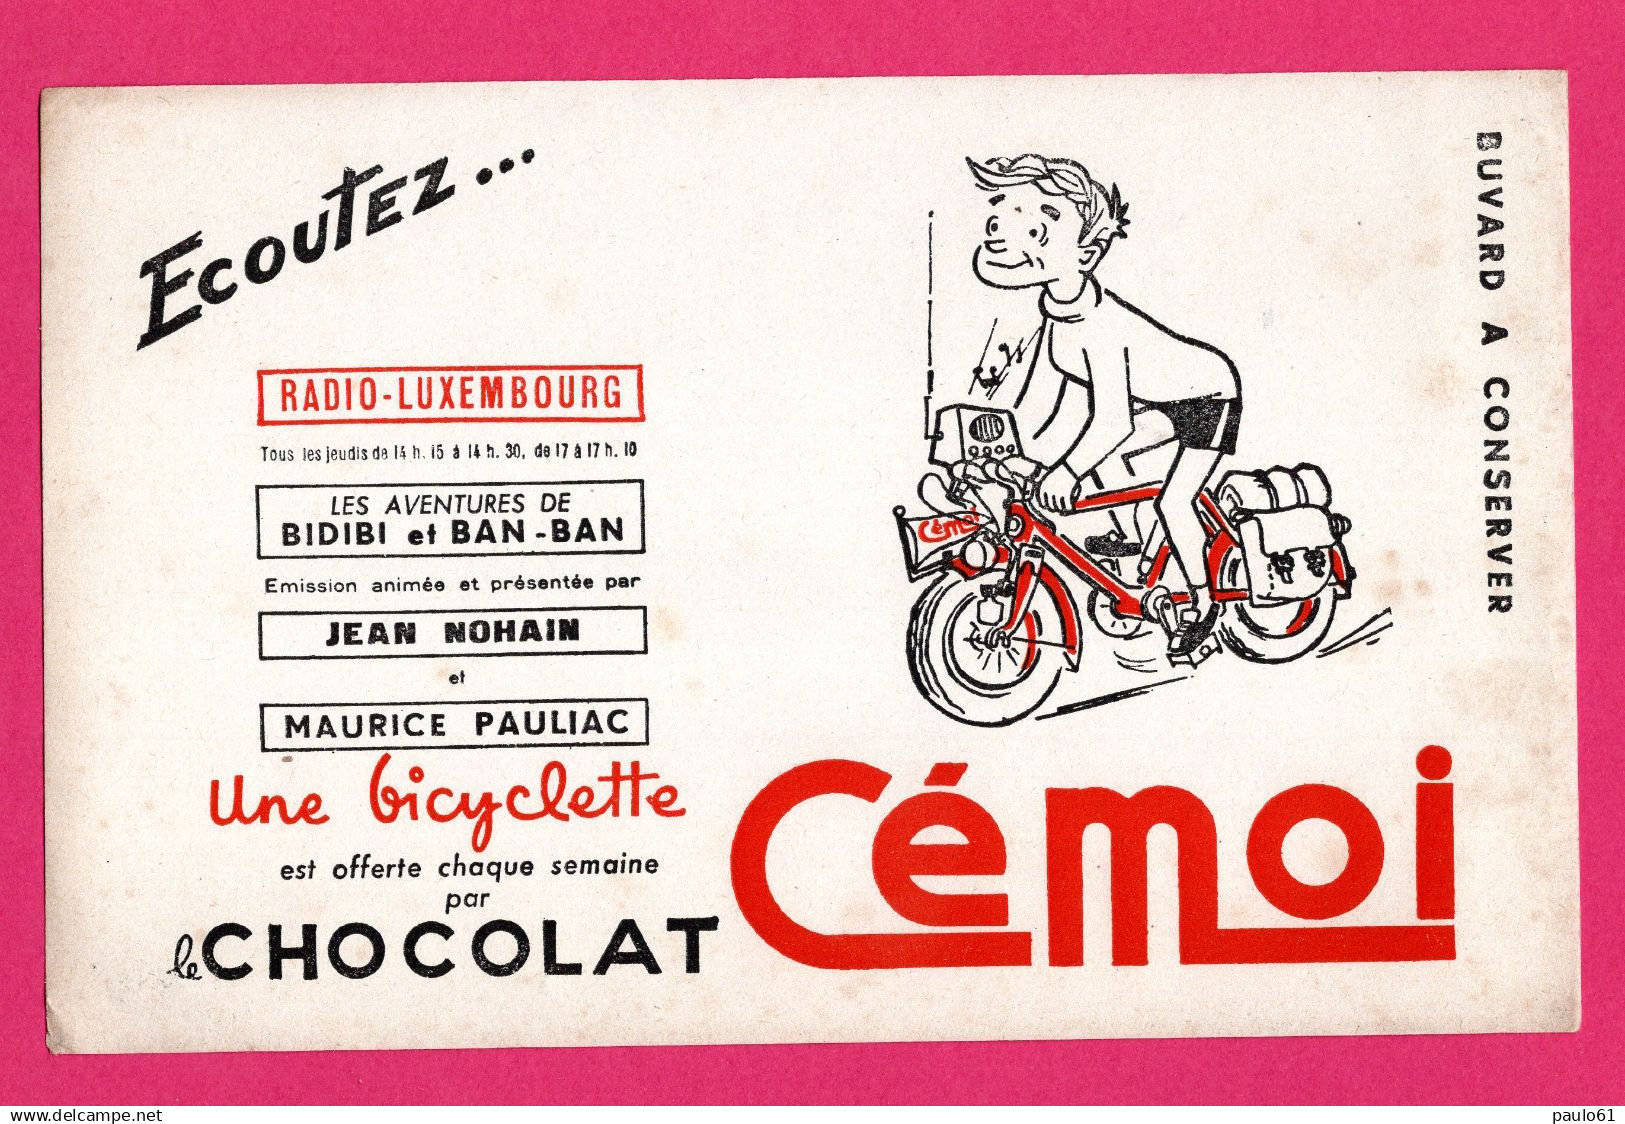 Ecoutez...
RADIO-LUXEMBOURG
Tous les jeudis de 14 h. 15 à 14 h. 30, de 17 à 17 h. 10
LES AVENTURES DE
BIDIBI et BAN-BAN
Emission animée et présentée par
JEAN NOHAIN
et
MAURICE PAULIAC
Une bicyclette
est offerte chaque semaine
par
le CHOCOLAT
Cémoi
Cémoi
BUVARD A CONSERVER
www.delcampe.net
paulo61